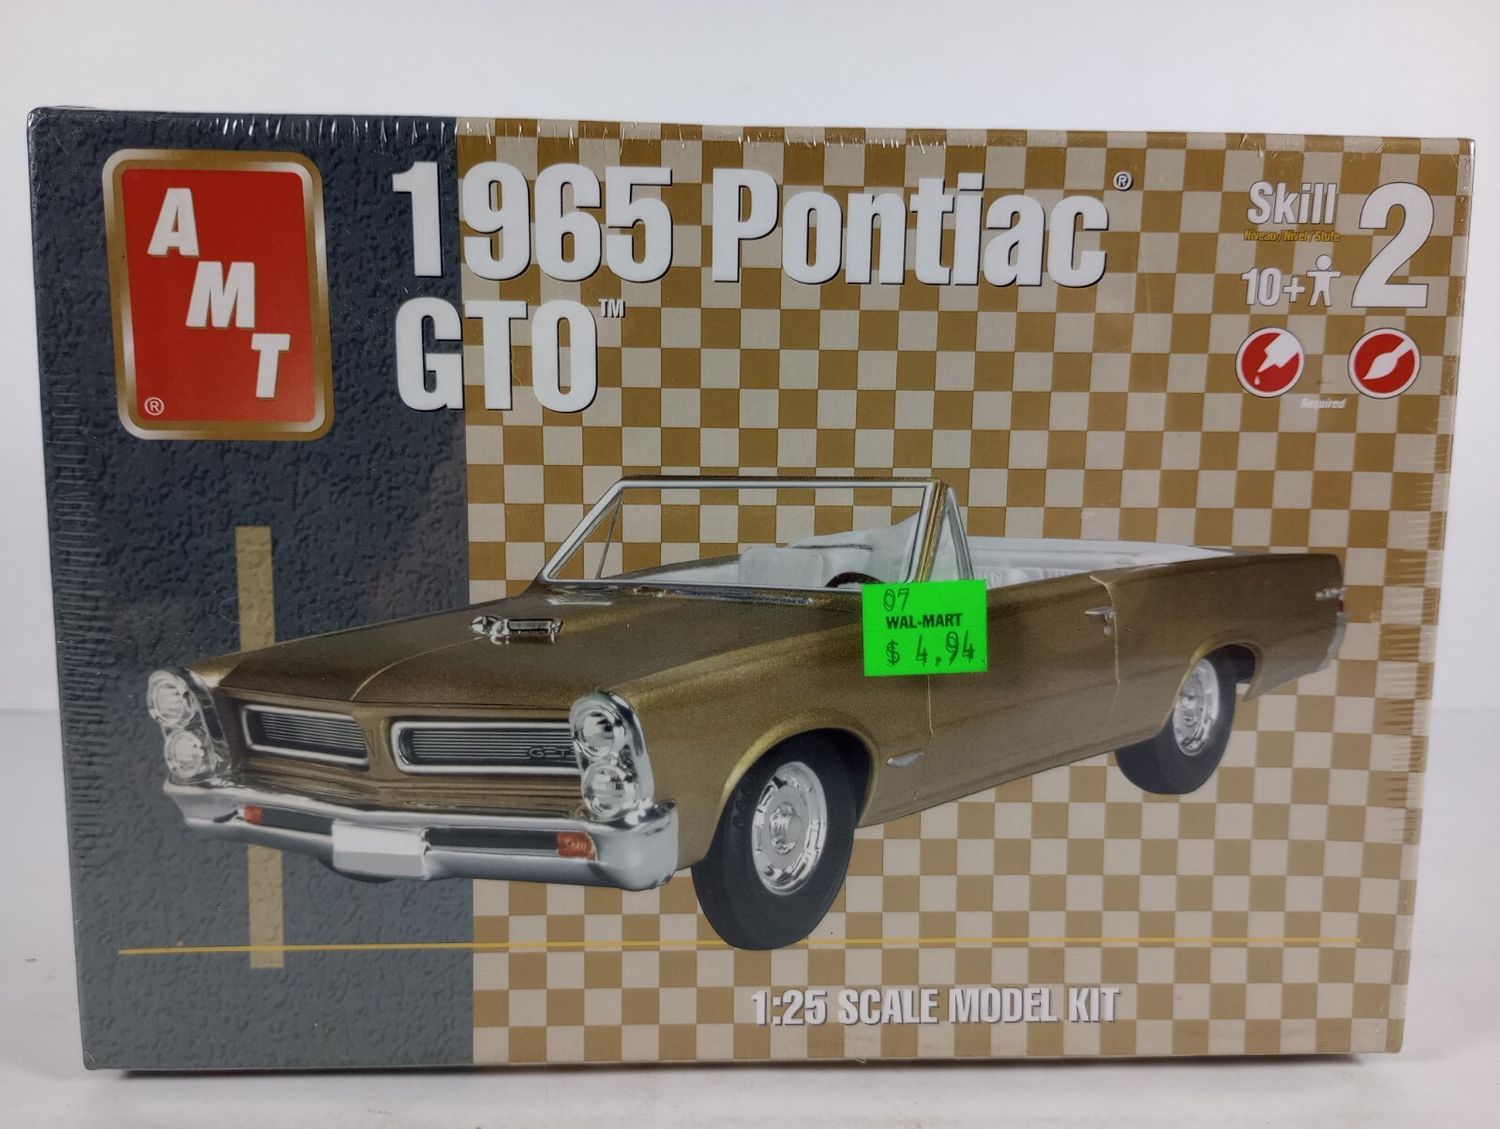 AMT
®
1965 Pontiac®
GTO™
Skill 2
Niveau / Nivel / Stufe
10+
Required
07
WAL-MART
$ 4.94
1:25 SCALE MODEL KIT